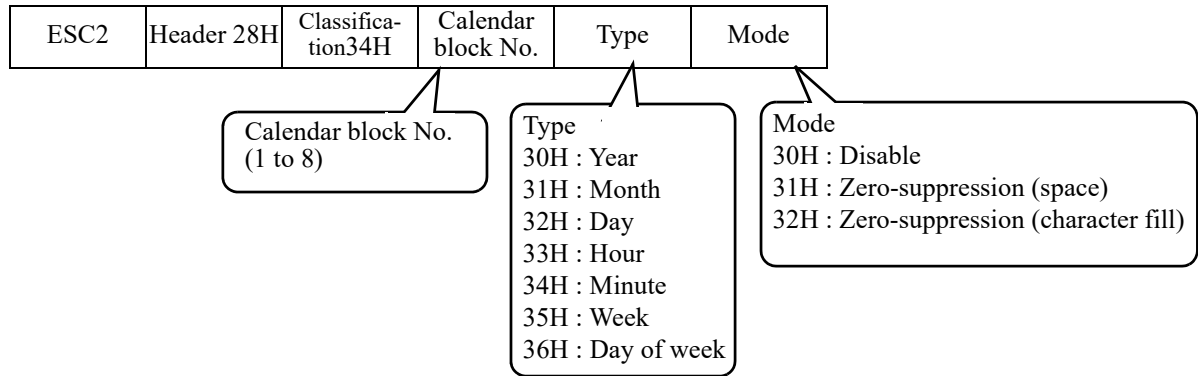 ESC2
Header 28H
Classifica-
tion34H
Calendar
block No.
Type
Mode
Calendar block No.
(1 to 8)
Type
30H : Year
31H : Month
32H : Day
33H : Hour
34H : Minute
35H : Week
36H : Day of week
Mode
30H : Disable
31H : Zero-suppression (space)
32H : Zero-suppression (character fill)